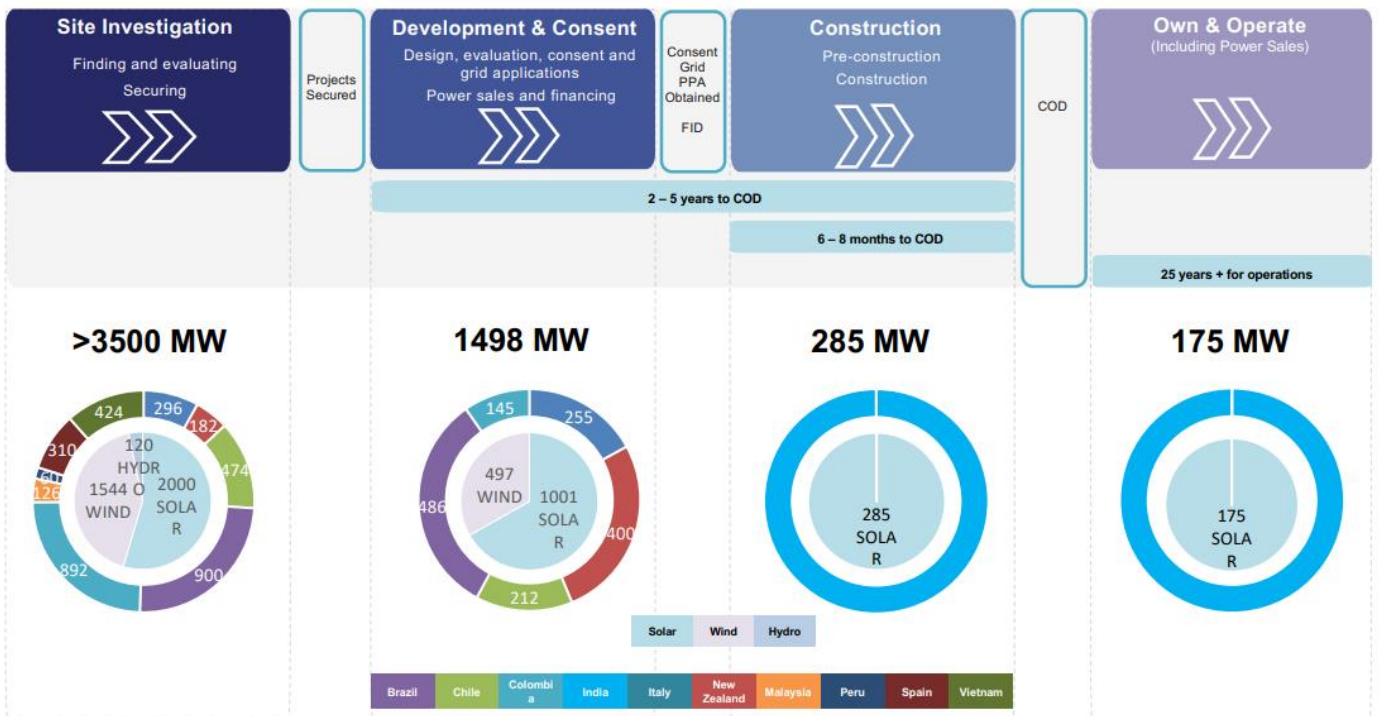 Site Investigation
Finding and evaluating
Securing
Projects
Secured
Development & Consent
Design, evaluation, consent and
grid applications
Power sales and financing
Consent
Grid
PPA
Obtained
FID
Construction
Pre-construction
Construction
COD
Own & Operate
(Including Power Sales)
2 – 5 years to COD
6 – 8 months to COD
25 years + for operations
>3500 MW
1498 MW
285 MW
175 MW
424
296
182
310
474
60
126
892
900
120
HYDR
O
1544
WIND
2000
SOLA
R
145
255
486
400
212
497
WIND
1001
SOLA
R
285
SOLA
R
175
SOLA
R
Solar
Wind
Hydro
Brazil
Chile
Colombi
a
India
Italy
New
Zealand
Malaysia
Peru
Spain
Vietnam